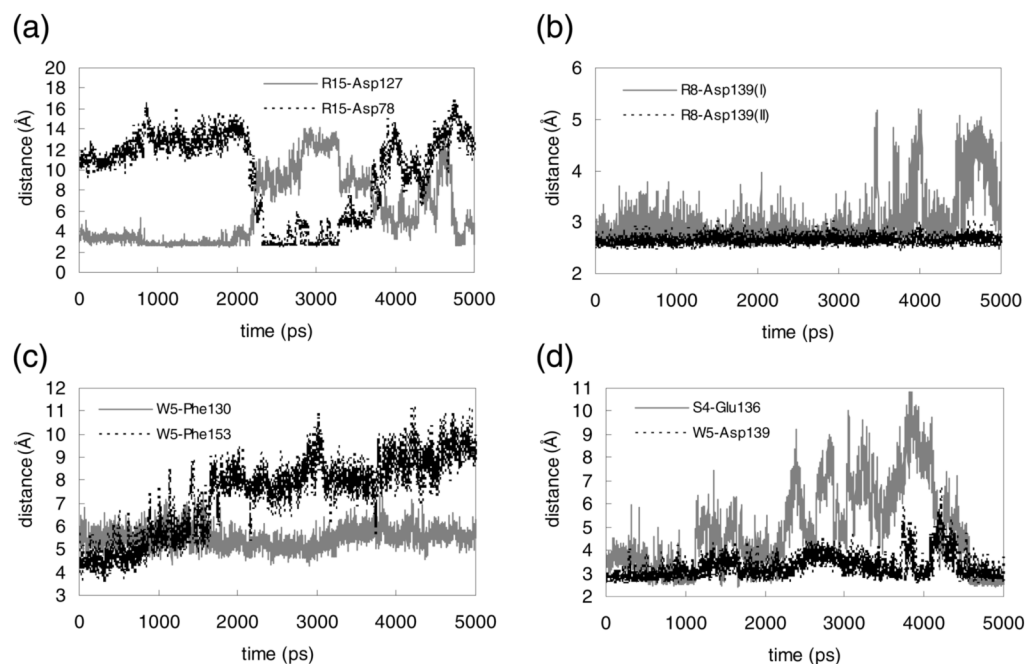 (a)
20
18
16
14
12
10
8
6
4
2
0
distance (Å)
R15-Asp127
R15-Asp78
0 1000 2000 3000 4000 5000
time (ps)
(b)
6
5
4
3
2
distance (Å)
R8-Asp139(I)
R8-Asp139(II)
0 1000 2000 3000 4000 5000
time (ps)
(c)
12
11
10
9
8
7
6
5
4
3
distance (Å)
W5-Phe130
W5-Phe153
0 1000 2000 3000 4000 5000
time (ps)
(d)
11
10
9
8
7
6
5
4
3
2
distance (Å)
S4-Glu136
W5-Asp139
0 1000 2000 3000 4000 5000
time (ps)